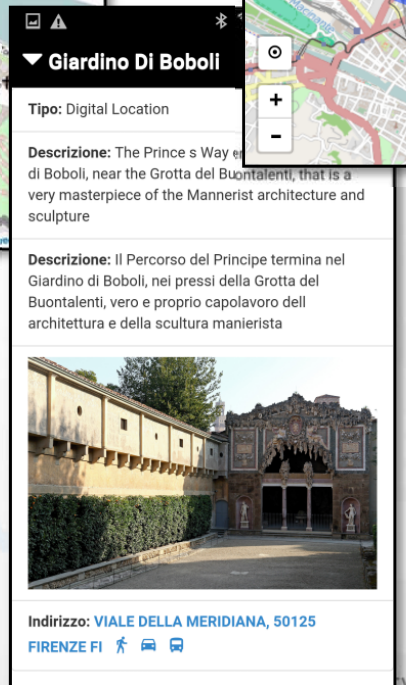 Giardino Di Boboli
Tipo: Digital Location
Descrizione: The Prince s Way
di Boboli, near the Grotta del Buontalenti, that is a
very masterpiece of the Mannerist architecture and
sculpture
Descrizione: Il Percorso del Principe termina nel
Giardino di Boboli, nei pressi della Grotta del
Buontalenti, vero e proprio capolavoro dell
architettura e della scultura manierista
Indirizzo: VIALE DELLA MERIDIANA, 50125
FIRENZE FI
+
-